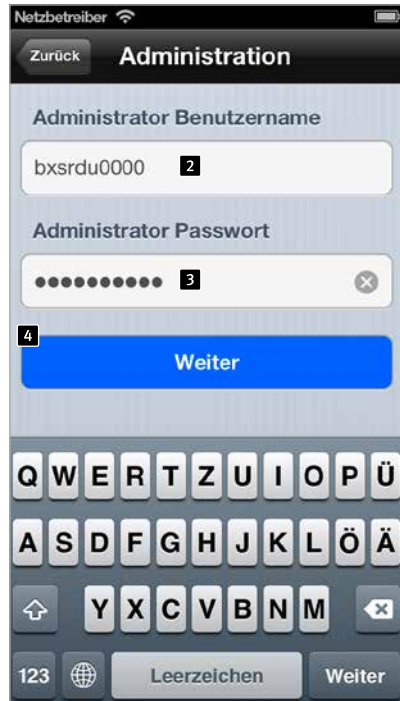 Netzbetreiber
Zurück Administration
Administrator Benutzername
bxsrdu0000 2
Administrator Passwort
●●●●●●●●●● 3
4
Weiter
Q W E R T Z U I O P Ü
A S D F G H J K L Ö Ä
Y X C V B N M
123 Leerzeichen Weiter